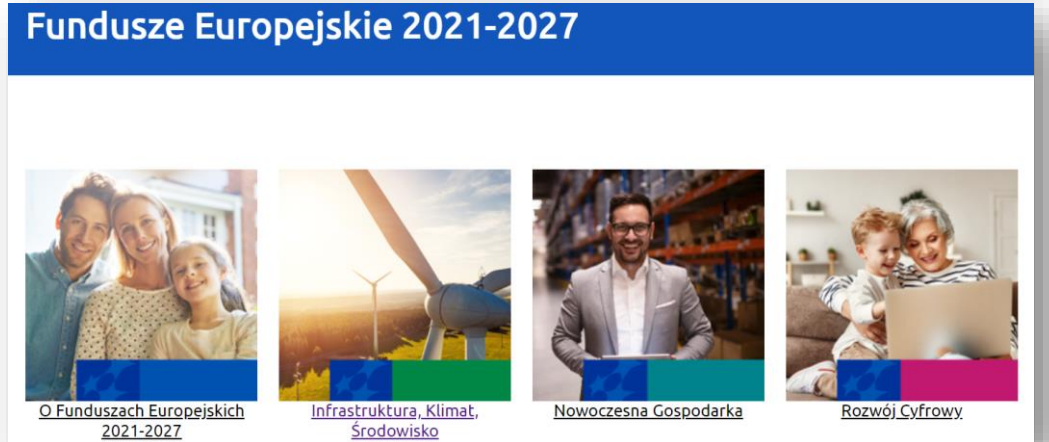 Fundusze Europejskie 2021-2027
O Funduszach Europejskich
2021-2027
Infrastruktura, Klimat,
Środowisko
Nowoczesna Gospodarka
Rozwój Cyfrowy